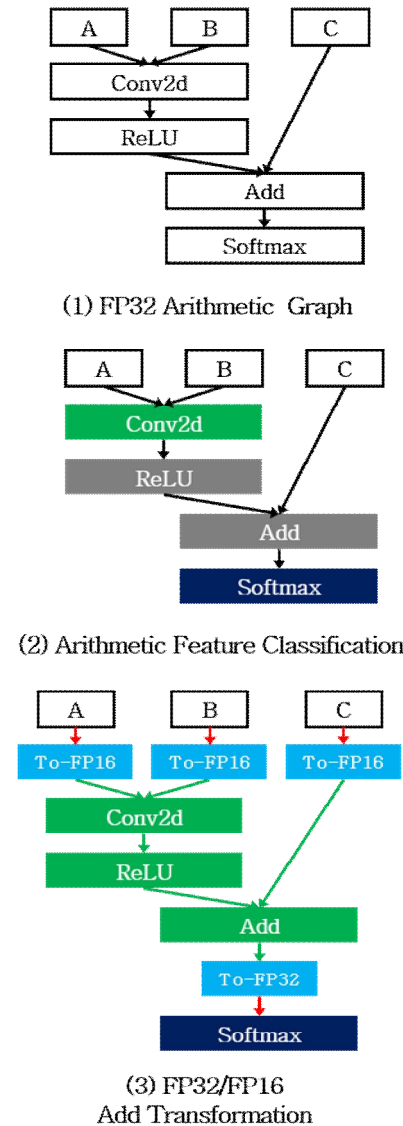 A B C
Conv2d
ReLU
Add
Softmax
(1) FP32 Arithmetic Graph
A B C
Conv2d
ReLU
Add
Softmax
(2) Arithmetic Feature Classification
A B C
To-FP16 To-FP16 To-FP16
Conv2d
ReLU
Add
To-FP32
Softmax
(3) FP32/FP16
Add Transformation